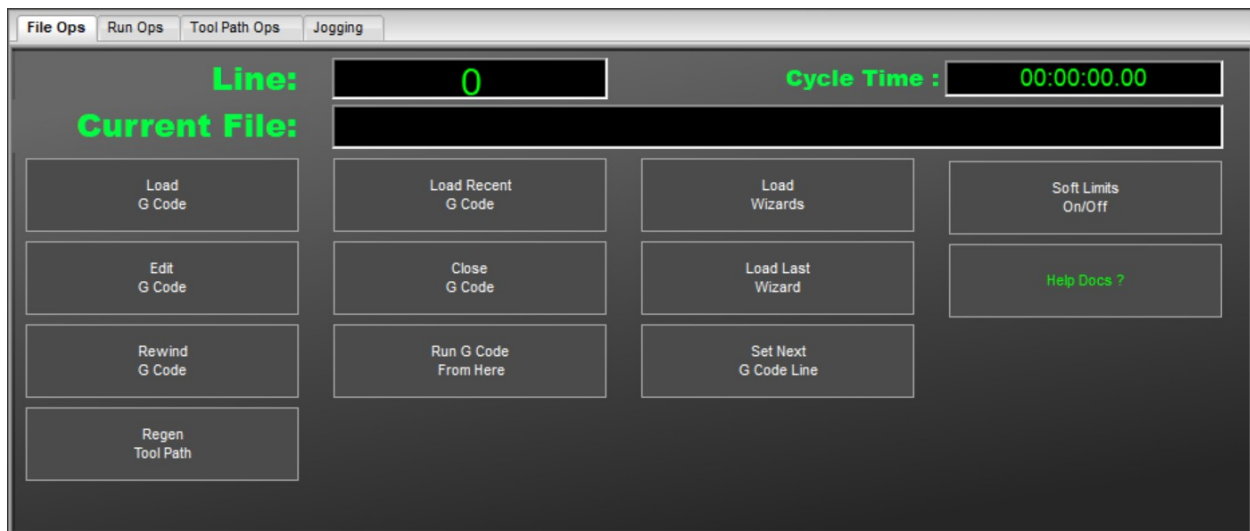 File Ops Run Ops Tool Path Ops Jogging
Line: 0 Cycle Time : 00:00:00.00
Current File:
Load
G Code
Load Recent
G Code
Load
Wizards
Soft Limits
On/Off
Edit
G Code
Close
G Code
Load Last
Wizard
Help Docs ?
Rewind
G Code
Run G Code
From Here
Set Next
G Code Line
Regen
Tool Path